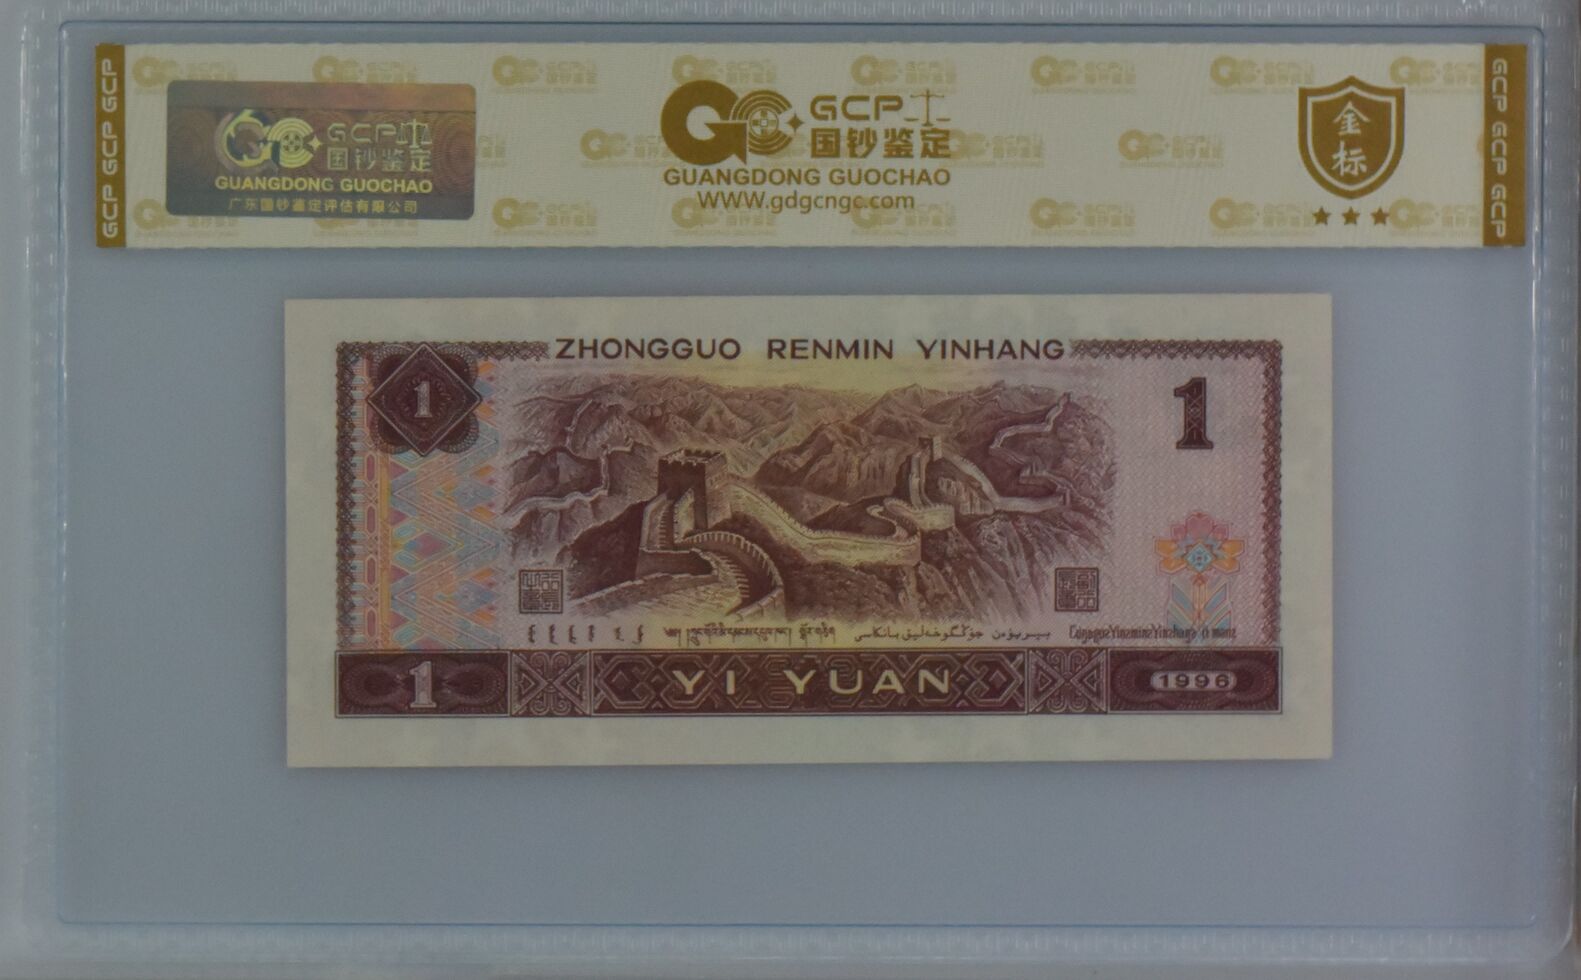 GCP GCP GCP
GCP
国钞鉴定
GUANGDONG GUOCHAO
广东国钞鉴定评估有限公司
GCP
国钞鉴定
GUANGDONG GUOCHAO
WWW.gdgcngc.com
金标
GCP GCP GCP
ZHONGGUO RENMIN YINHANG
1
1
1
YI YUAN
1996